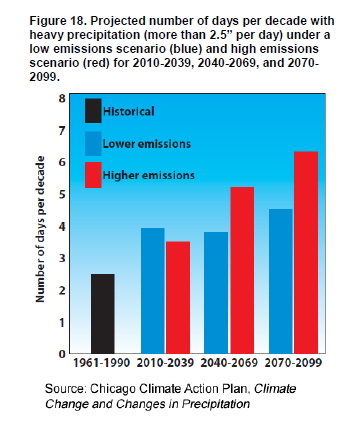 Figure 18. Projected number of days per decade with
heavy precipitation (more than 2.5” per day) under a
low emissions scenario (blue) and high emissions
scenario (red) for 2010-2039, 2040-2069, and 2070-
2099.
8
7
6
5
4
3
2
1
0
Number of days per decade
Historical
Lower emissions
Higher emissions
1961-1990 2010-2039 2040-2069 2070-2099
Source: Chicago Climate Action Plan, Climate
Change and Changes in Precipitation